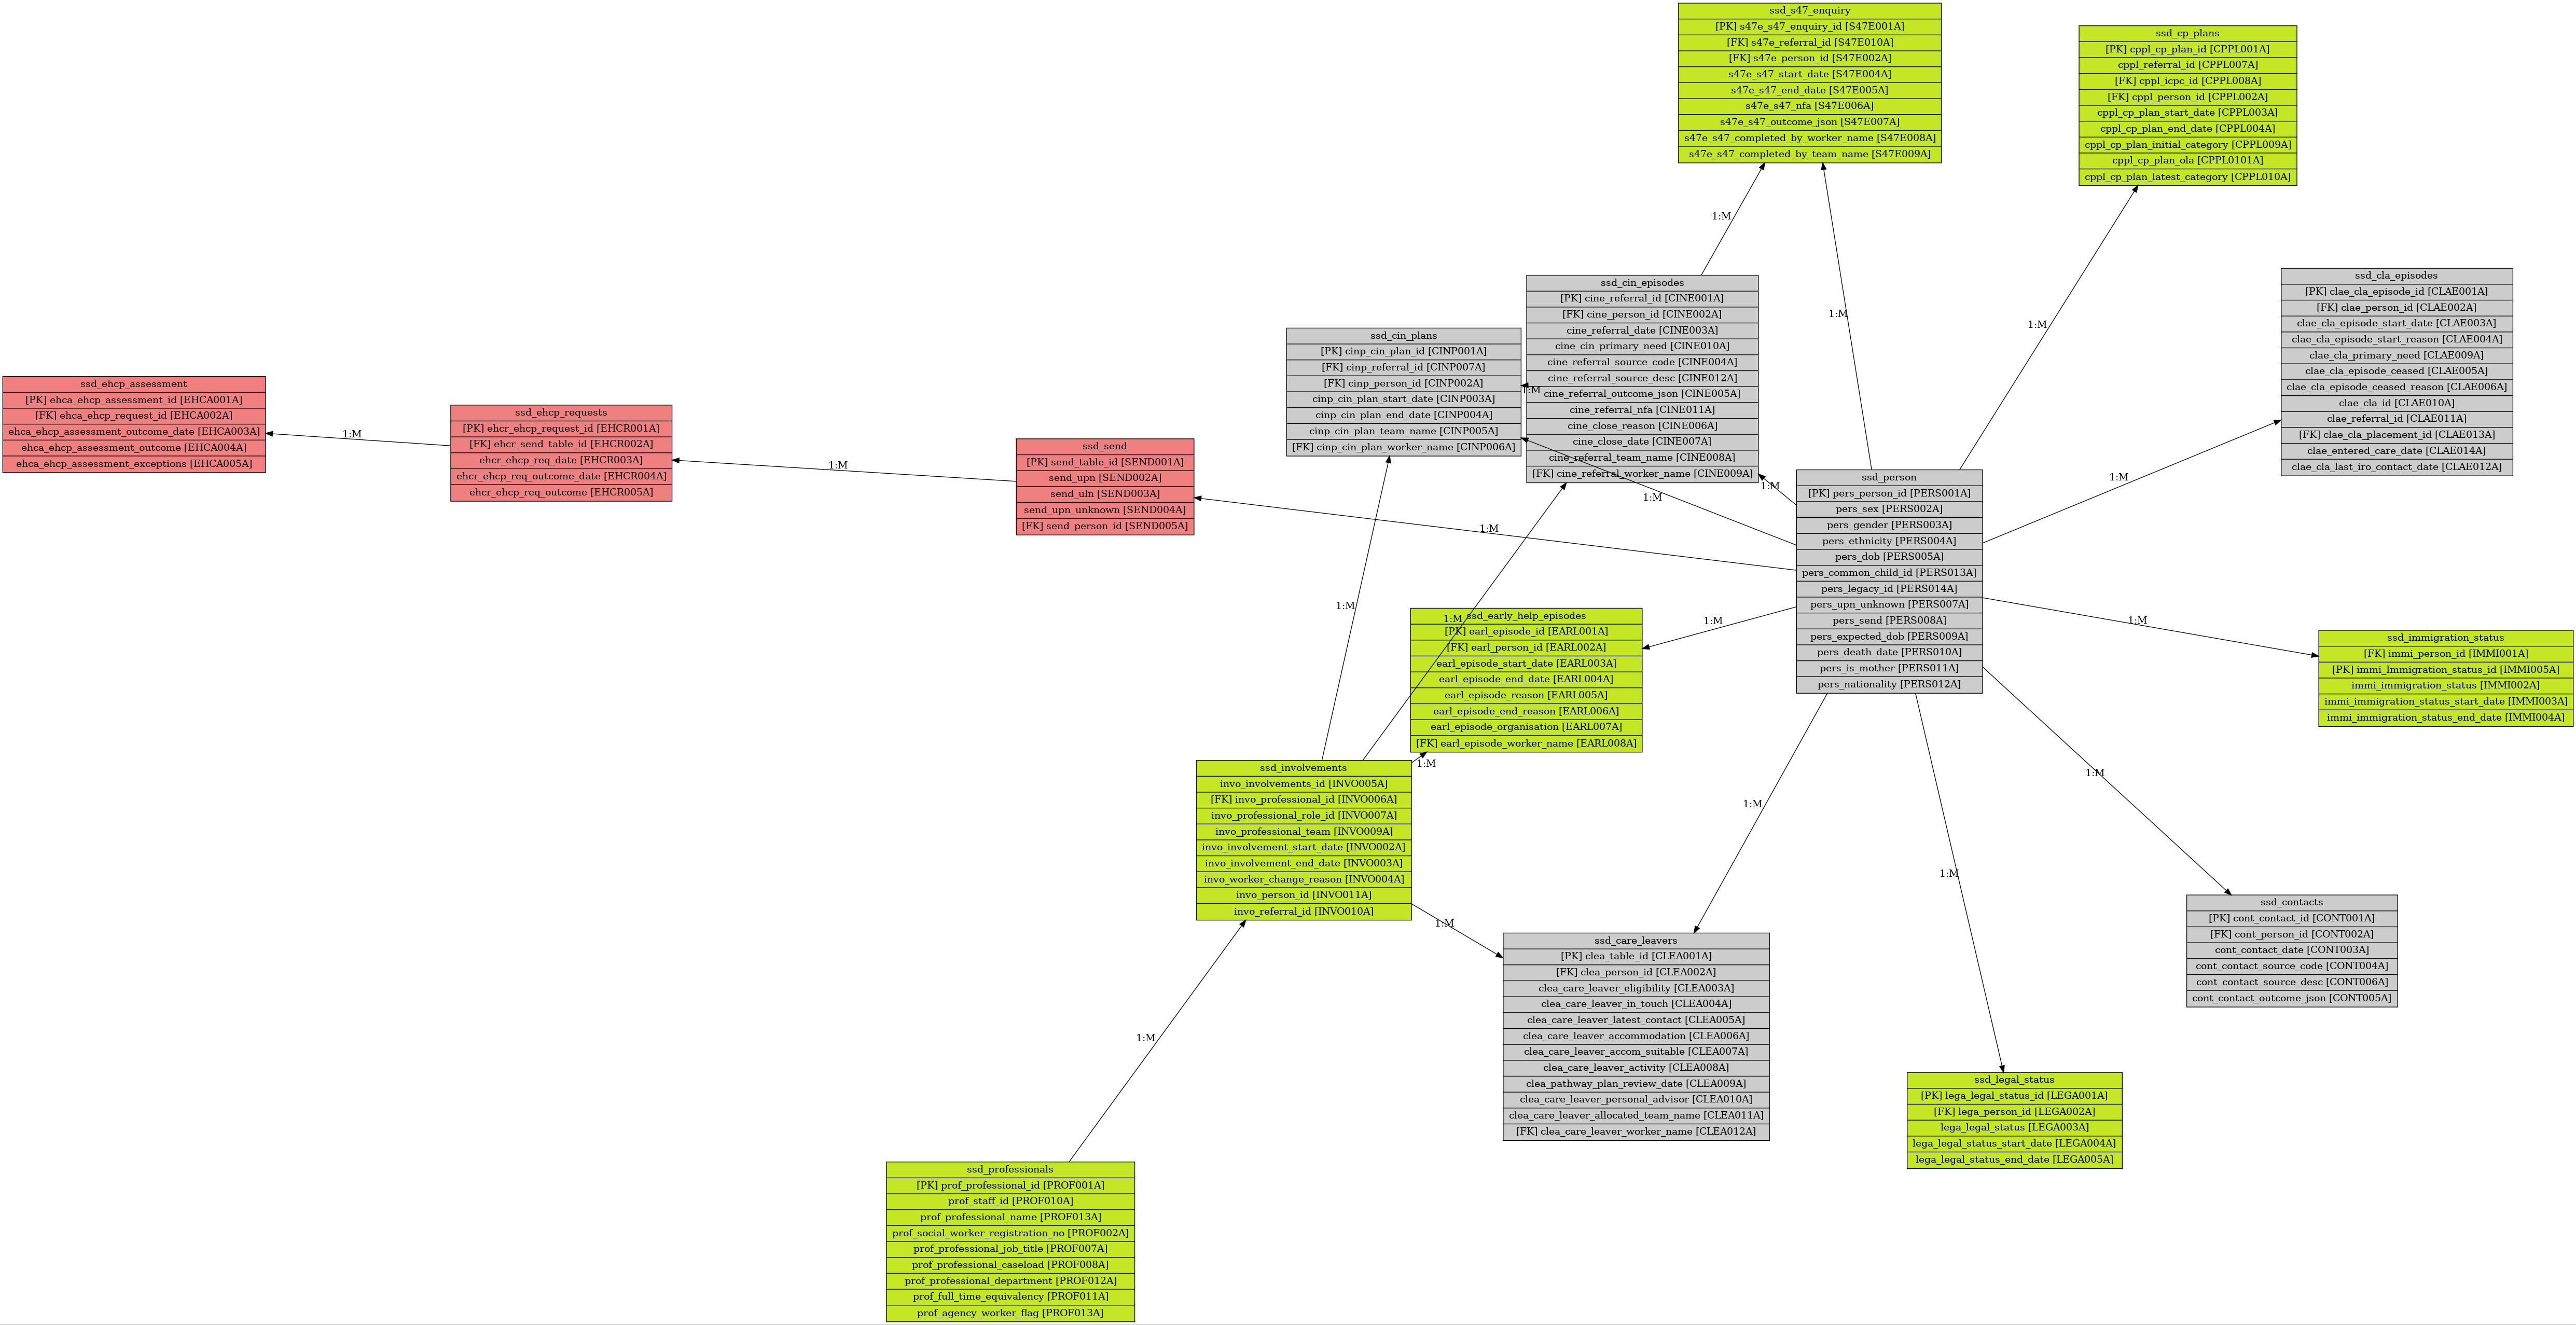 ssd_s47_enquiry
[PK] s47e_s47_enquiry_id [S47E001A]
[FK] s47e_referral_id [S47E010A]
[FK] s47e_person_id [S47E002A]
s47e_s47_start_date [S47E004A]
s47e_s47_end_date [S47E005A]
s47e_s47_nfa [S47E006A]
s47e_s47_outcome_json [S47E007A]
s47e_s47_completed_by_worker_name [S47E008A]
s47e_s47_completed_by_team_name [S47E009A]
ssd_cp_plans
[PK] cppl_cp_plan_id [CPPL001A]
cppl_referral_id [CPPL007A]
[FK] cppl_icpc_id [CPPL008A]
[FK] cppl_person_id [CPPL002A]
cppl_cp_plan_start_date [CPPL003A]
cppl_cp_plan_end_date [CPPL004A]
cppl_cp_plan_initial_category [CPPL009A]
cppl_cp_plan_ola [CPPL0101A]
cppl_cp_plan_latest_category [CPPL010A]
1:M
1:M
1:M
ssd_cin_episodes
[PK] cine_referral_id [CINE001A]
[FK] cine_person_id [CINE002A]
cine_referral_date [CINE003A]
cine_cin_primary_need [CINE010A]
cine_referral_source_code [CINE004A]
cine_referral_source_desc [CINE012A]
cine_referral_outcome_json [CINE005A]
cine_referral_nfa [CINE011A]
cine_close_reason [CINE006A]
cine_close_date [CINE007A]
cine_referral_team_name [CINE008A]
[FK] cine_referral_worker_name [CINE009A]
ssd_cla_episodes
[PK] clae_cla_episode_id [CLAE001A]
[FK] clae_person_id [CLAE002A]
clae_cla_episode_start_date [CLAE003A]
clae_cla_episode_start_reason [CLAE004A]
clae_cla_primary_need [CLAE009A]
clae_cla_episode_ceased [CLAE005A]
clae_cla_episode_ceased_reason [CLAE006A]
clae_cla_id [CLAE010A]
clae_referral_id [CLAE011A]
[FK] clae_cla_placement_id [CLAE013A]
clae_entered_care_date [CLAE014A]
clae_cla_last_iro_contact_date [CLAE012A]
ssd_cin_plans
[PK] cinp_cin_plan_id [CINP001A]
[FK] cinp_referral_id [CINP007A]
[FK] cinp_person_id [CINP002A]
cinp_cin_plan_start_date [CINP003A]
cinp_cin_plan_end_date [CINP004A]
cinp_cin_plan_team_name [CINP005A]
[FK] cinp_cin_plan_worker_name [CINP006A]
1:M
ssd_ehcp_assessment
[PK] ehca_ehcp_assessment_id [EHCA001A]
[FK] ehca_ehcp_request_id [EHCA002A]
ehca_ehcp_assessment_outcome_date [EHCA003A]
ehca_ehcp_assessment_outcome [EHCA004A]
ehca_ehcp_assessment_exceptions [EHCA005A]
1:M
ssd_ehcp_requests
[PK] ehcr_ehcp_request_id [EHCR001A]
[FK] ehcr_send_table_id [EHCR002A]
ehcr_ehcp_req_date [EHCR003A]
ehcr_ehcp_req_outcome_date [EHCR004A]
ehcr_ehcp_req_outcome [EHCR005A]
1:M
ssd_send
[PK] send_table_id [SEND001A]
send_upn [SEND002A]
send_uln [SEND003A]
send_upn_unknown [SEND004A]
[FK] send_person_id [SEND005A]
1:M
1:M
1:M
1:M
ssd_person
[PK] pers_person_id [PERS001A]
pers_sex [PERS002A]
pers_gender [PERS003A]
pers_ethnicity [PERS004A]
pers_dob [PERS005A]
pers_common_child_id [PERS013A]
pers_legacy_id [PERS014A]
pers_upn_unknown [PERS007A]
pers_send [PERS008A]
pers_expected_dob [PERS009A]
pers_death_date [PERS010A]
pers_is_mother [PERS011A]
pers_nationality [PERS012A]
1:M
1:M
1:M
1:M
ssd_early_help_episodes
[PK] earl_episode_id [EARL001A]
[FK] earl_person_id [EARL002A]
earl_episode_start_date [EARL003A]
earl_episode_end_date [EARL004A]
earl_episode_reason [EARL005A]
earl_episode_end_reason [EARL006A]
earl_episode_organisation [EARL007A]
[FK] earl_episode_worker_name [EARL008A]
ssd_immigration_status
[FK] immi_person_id [IMMI001A]
[PK] immi_Immigration_status_id [IMMI005A]
immi_immigration_status [IMMI002A]
immi_immigration_status_start_date [IMMI003A]
immi_immigration_status_end_date [IMMI004A]
1:M
1:M
1:M
1:M
ssd_involvements
invo_involvements_id [INVO005A]
[FK] invo_professional_id [INVO006A]
invo_professional_role_id [INVO007A]
invo_professional_team [INVO009A]
invo_involvement_start_date [INVO002A]
invo_involvement_end_date [INVO003A]
invo_worker_change_reason [INVO004A]
invo_person_id [INVO011A]
invo_referral_id [INVO010A]
1:M
ssd_contacts
[PK] cont_contact_id [CONT001A]
[FK] cont_person_id [CONT002A]
cont_contact_date [CONT003A]
cont_contact_source_code [CONT004A]
cont_contact_source_desc [CONT006A]
cont_contact_outcome_json [CONT005A]
ssd_care_leavers
[PK] clea_table_id [CLEA001A]
[FK] clea_person_id [CLEA002A]
clea_care_leaver_eligibility [CLEA003A]
clea_care_leaver_in_touch [CLEA004A]
clea_care_leaver_latest_contact [CLEA005A]
clea_care_leaver_accommodation [CLEA006A]
clea_care_leaver_accom_suitable [CLEA007A]
clea_care_leaver_activity [CLEA008A]
clea_pathway_plan_review_date [CLEA009A]
clea_care_leaver_personal_advisor [CLEA010A]
clea_care_leaver_allocated_team_name [CLEA011A]
[FK] clea_care_leaver_worker_name [CLEA012A]
1:M
ssd_legal_status
[PK] lega_legal_status_id [LEGA001A]
[FK] lega_person_id [LEGA002A]
lega_legal_status [LEGA003A]
lega_legal_status_start_date [LEGA004A]
lega_legal_status_end_date [LEGA005A]
ssd_professionals
[PK] prof_professional_id [PROF001A]
prof_staff_id [PROF010A]
prof_professional_name [PROF013A]
prof_social_worker_registration_no [PROF002A]
prof_professional_job_title [PROF007A]
prof_professional_caseload [PROF008A]
prof_professional_department [PROF012A]
prof_full_time_equivalency [PROF011A]
prof_agency_worker_flag [PROF013A]